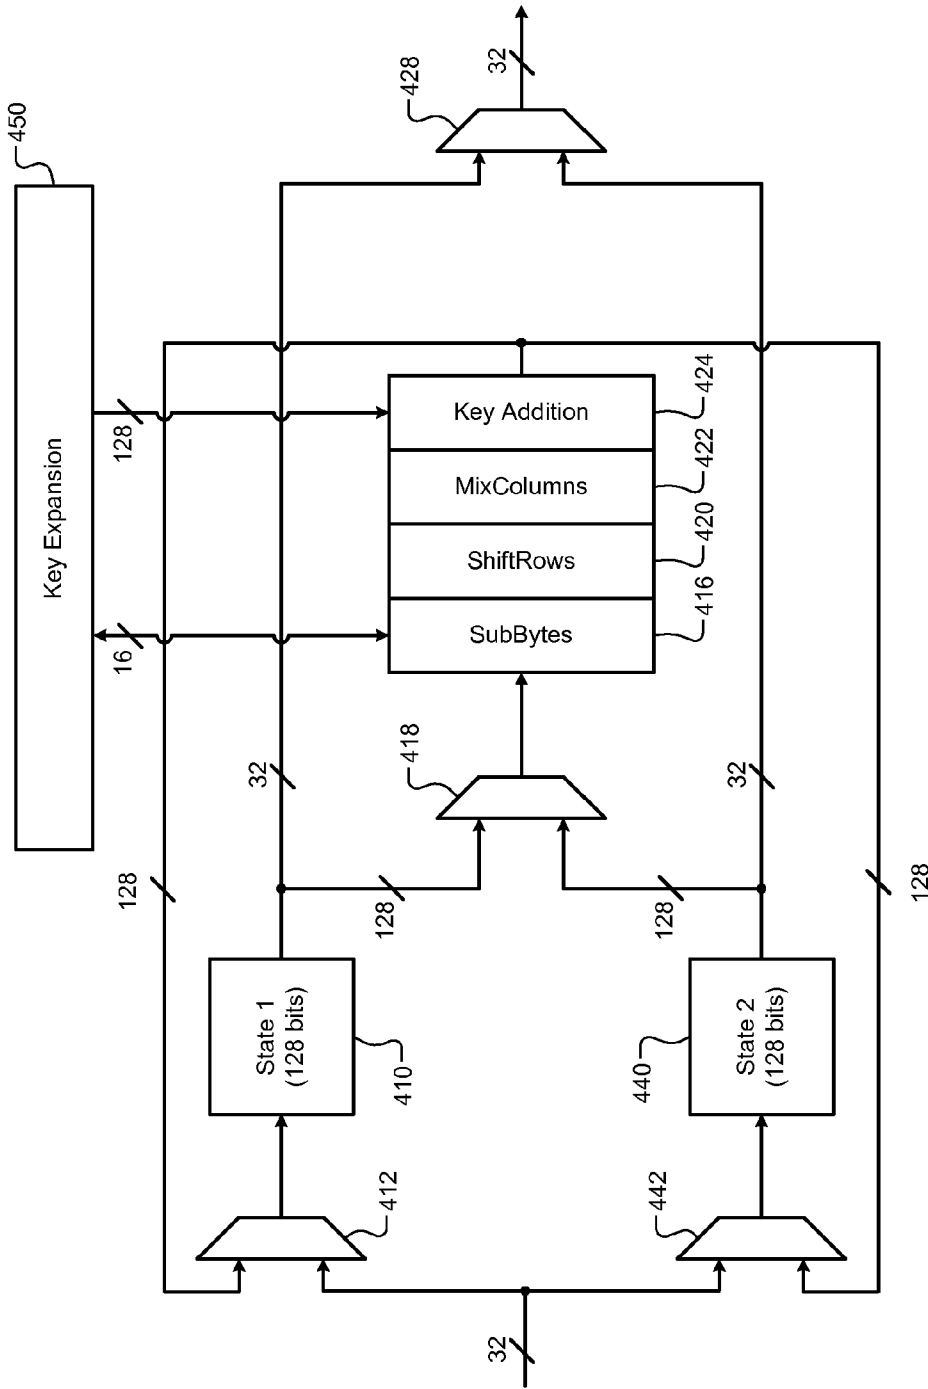 450
Key Expansion
128
16
128
128
32
428
32
Key Addition
424
MixColumns
422
ShiftRows
420
SubBytes
416
418
32
128
128
State 1
(128 bits)
410
State 2
(128 bits)
440
412
442
32